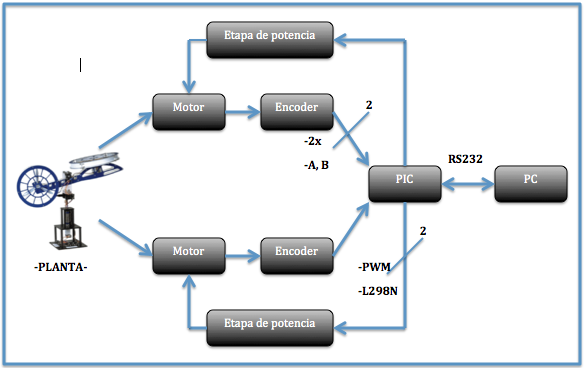 Etapa de potencia
Motor
Encoder
2
-2x
-A, B
RS232
PIC
PC
-PLANTA-
Motor
Encoder
2
-PWM
-L298N
Etapa de potencia